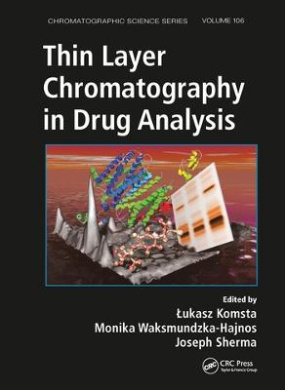 CHROMATOGRAPHIC SCIENCE SERIES VOLUME 106
Thin Layer
Chromatography
in Drug Analysis
Edited by
Łukasz Komsta
Monika Waksmundzka-Hajnos
Joseph Sherma
CRC Press
Taylor & Francis Group